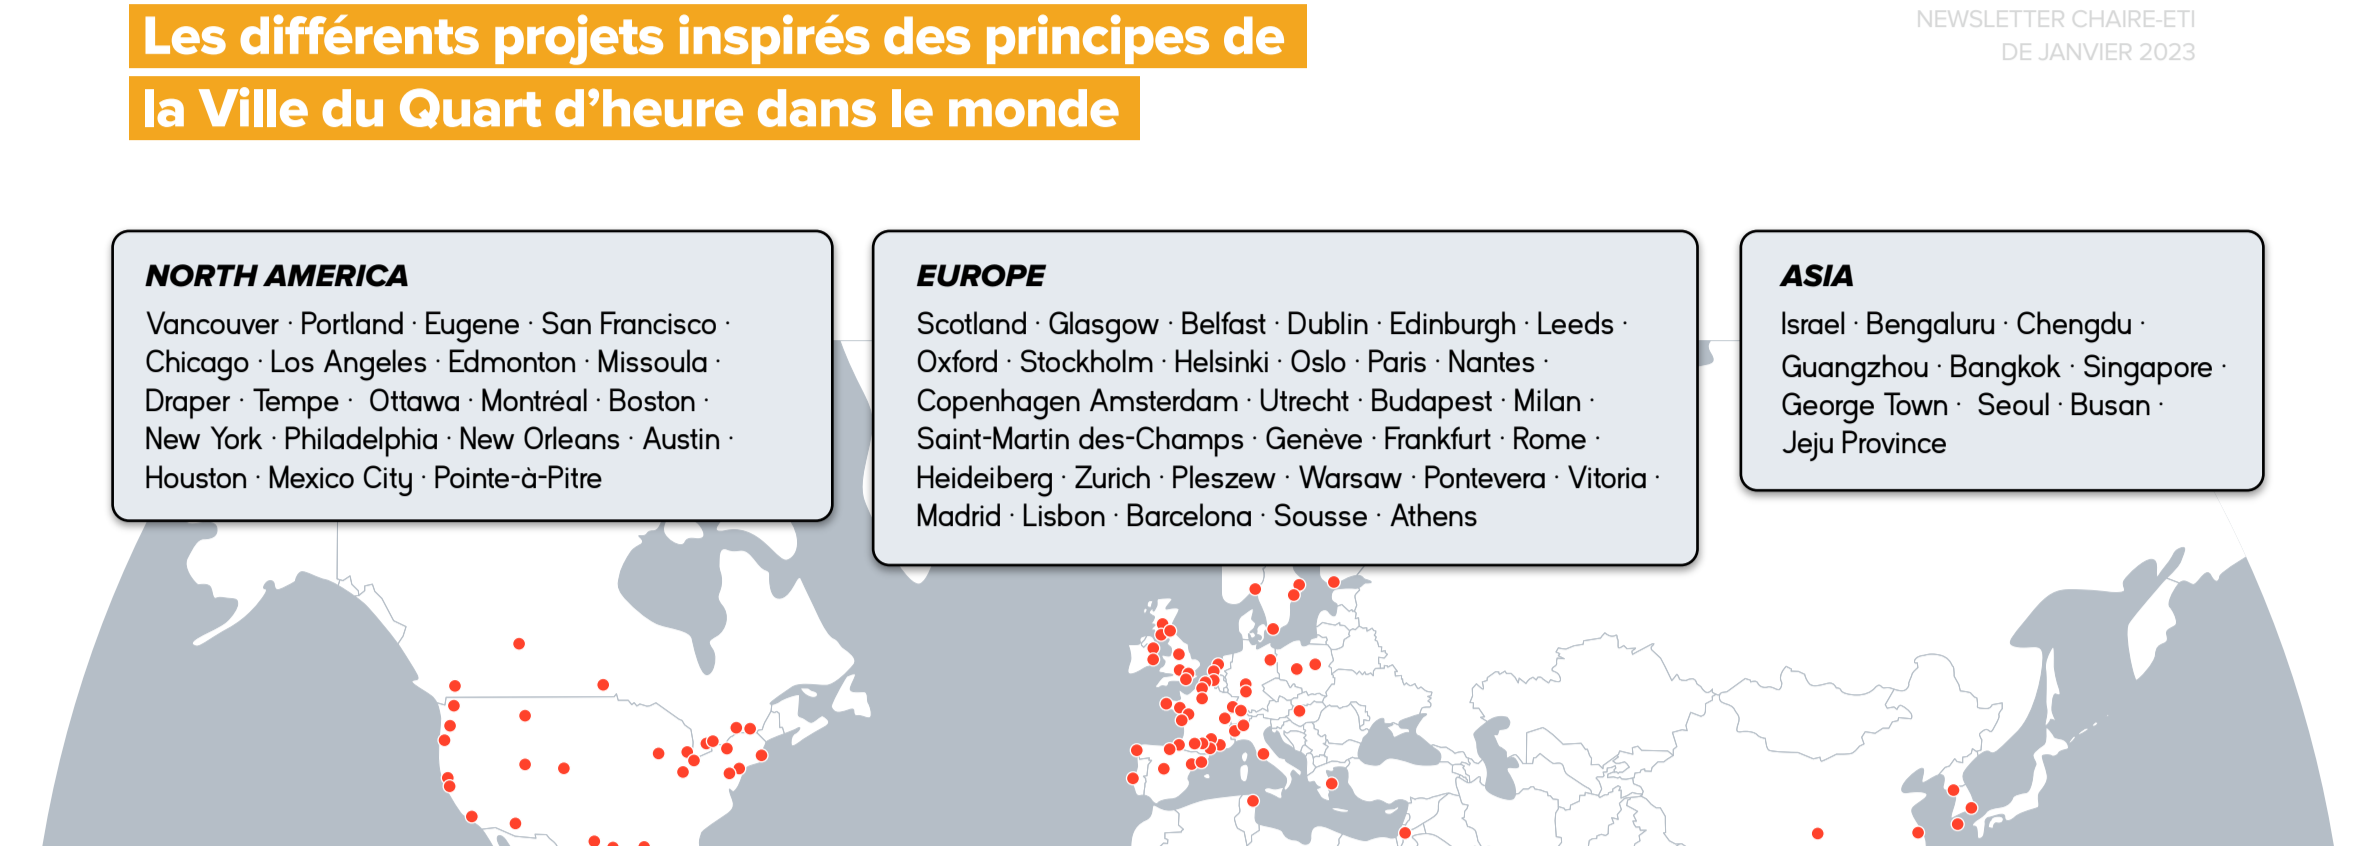 Les différents projets inspirés des principes de
la Ville du Quart d’heure dans le monde
NEWSLETTER CHAIRE-ETI
DE JANVIER 2023
NORTH AMERICA
Vancouver · Portland · Eugene · San Francisco ·
Chicago · Los Angeles · Edmonton · Missoula ·
Draper · Tempe · Ottawa · Montréal · Boston ·
New York · Philadelphia · New Orleans · Austin ·
Houston · Mexico City · Pointe-à-Pitre
EUROPE
Scotland · Glasgow · Belfast · Dublin · Edinburgh · Leeds ·
Oxford · Stockholm · Helsinki · Oslo · Paris · Nantes ·
Copenhagen Amsterdam · Utrecht · Budapest · Milan ·
Saint-Martin des-Champs · Genève · Frankfurt · Rome ·
Heideiberg · Zurich · Pleszew · Warsaw · Pontevera · Vitoria ·
Madrid · Lisbon · Barcelona · Sousse · Athens
ASIA
Israel · Bengaluru · Chengdu ·
Guangzhou · Bangkok · Singapore ·
George Town · Seoul · Busan ·
Jeju Province